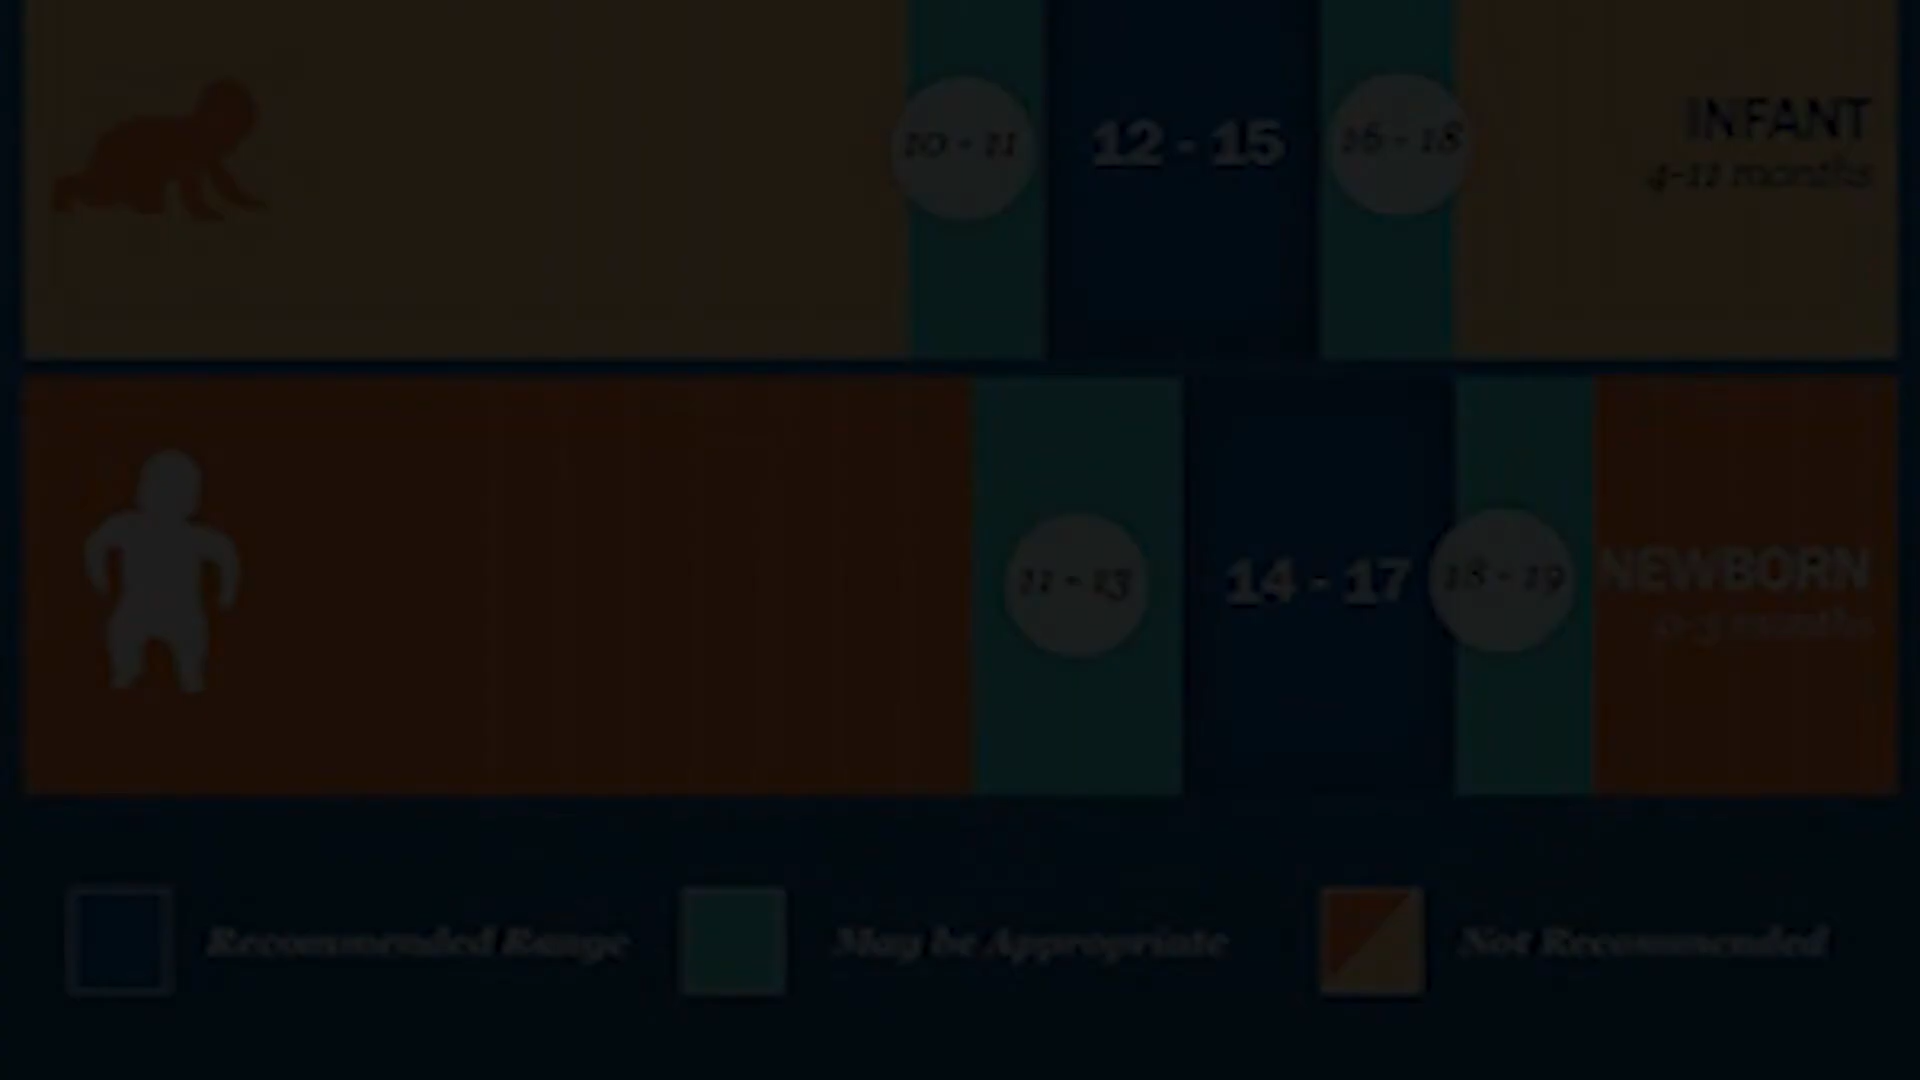 10 - 11
12 - 15
16 - 18
INFANT
4-11 months
11 - 13
14 - 17
18 - 19
NEWBORN
0-3 months
Recommended Range
May be Appropriate
Not Recommended